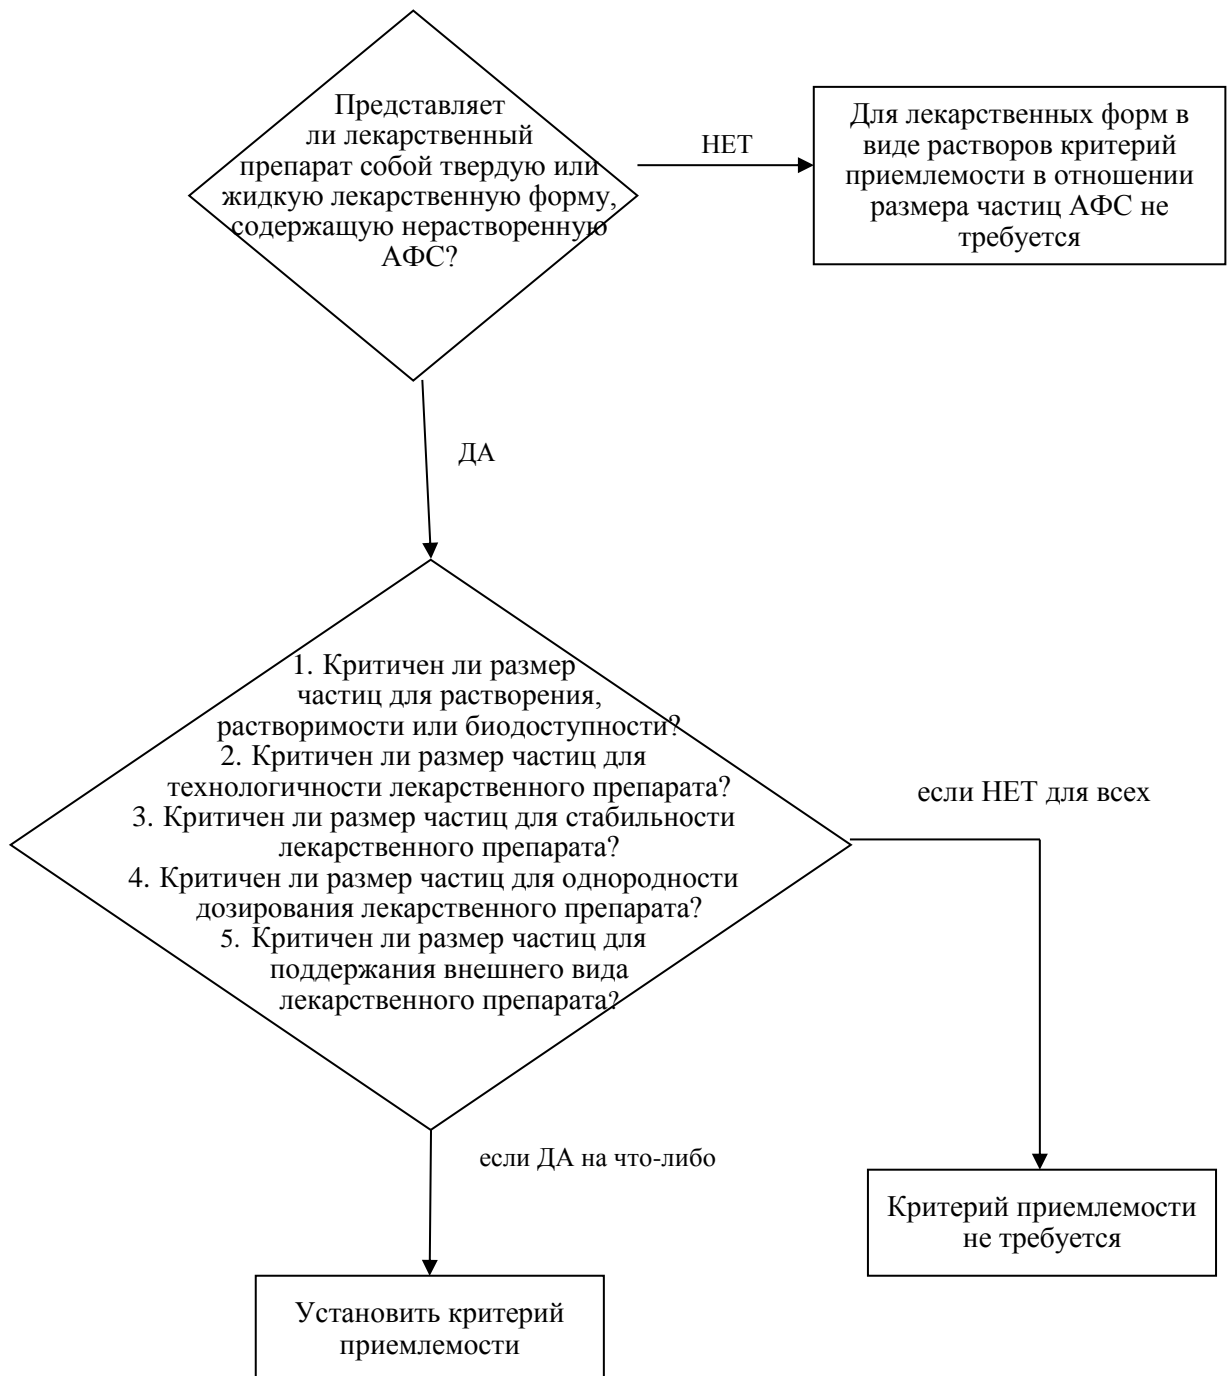 Представляет
ли лекарственный
препарат собой твердую или
жидкую лекарственную форму,
содержащую нерастворенную
АФС?
НЕТ
Для лекарственных форм в
виде растворов критерий
приемлемости в отношении
размера частиц АФС не
требуется
ДА
1. Критичен ли размер
частиц для растворения,
растворимости или биодоступности?
2. Критичен ли размер частиц для
технологичности лекарственного препарата?
3. Критичен ли размер частиц для стабильности
лекарственного препарата?
4. Критичен ли размер частиц для однородности
дозирования лекарственного препарата?
5. Критичен ли размер частиц для
поддержания внешнего вида
лекарственного препарата?
если НЕТ для всех
если ДА на что-либо
Критерий приемлемости
не требуется
Установить критерий
приемлемости